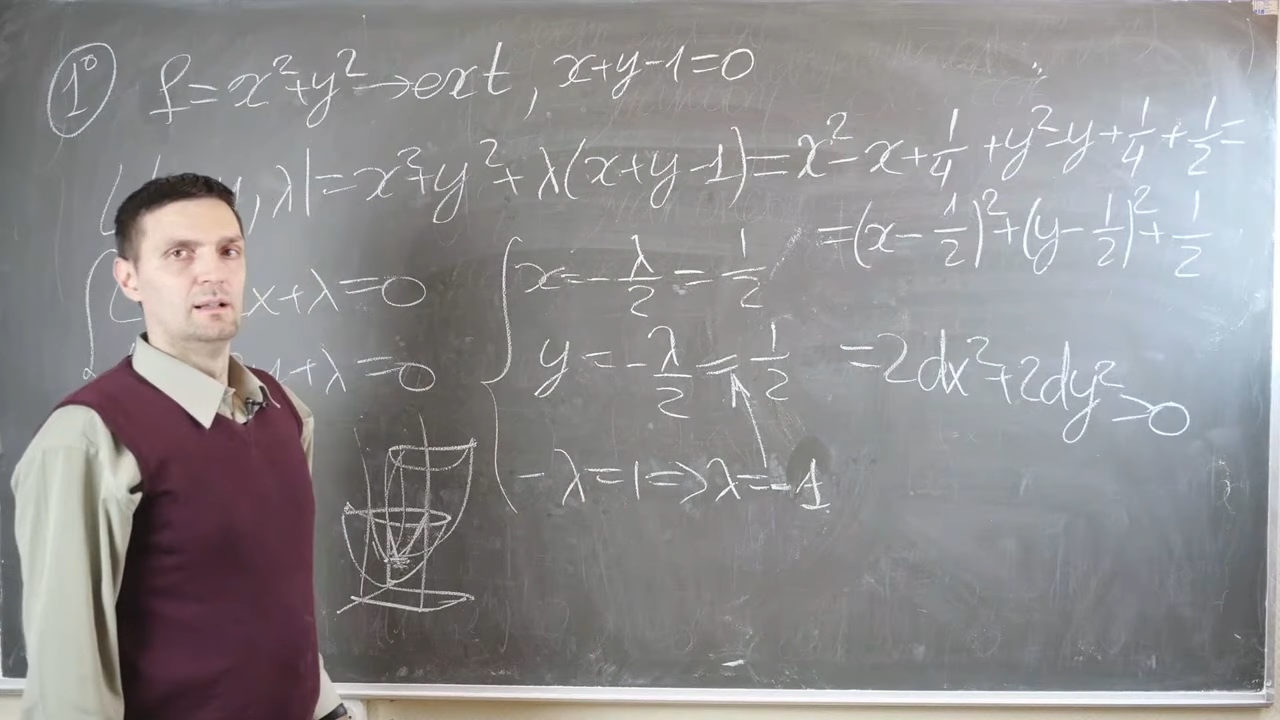 1° f=x²+y²→ext, x+y-1=0
λ)=x²+y²+λ(x+y-1)=x²-x+1/4+y²-y+1/4+1/2=
=(x-1/2)²+(y-1/2)²+1/2
x+λ=0
y+λ=0
x=-λ/2=1/2
y=-λ/2=1/2
-λ=1⇒λ=-1
=2dx²+2dy²>0